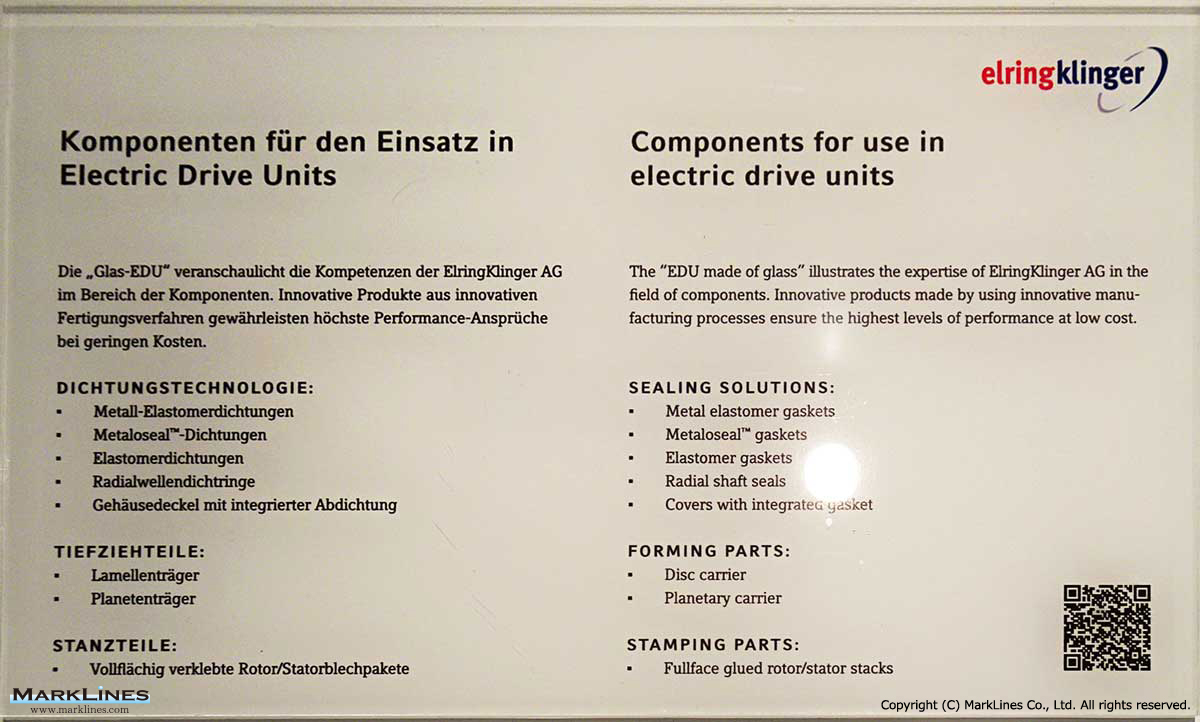 elringklinger
Komponenten für den Einsatz in
Electric Drive Units
Die „Glas-EDU“ veranschaulicht die Kompetenzen der ElringKlinger AG
im Bereich der Komponenten. Innovative Produkte aus innovativen
Fertigungsverfahren gewährleisten höchste Performance-Ansprüche
bei geringen Kosten.
DICHTUNGSTECHNOLOGIE:
▪ Metall-Elastomerdichtungen
▪ Metaloseal™-Dichtungen
▪ Elastomerdichtungen
▪ Radialwellendichtringe
▪ Gehäusedeckel mit integrierter Abdichtung
TIEFZIEHTEILE:
▪ Lamellenträger
▪ Planetenträger
STANZTEILE:
▪ Vollflächig verklebte Rotor/Statorblechpakete
Components for use in
electric drive units
The “EDU made of glass” illustrates the expertise of ElringKlinger AG in the
field of components. Innovative products made by using innovative manu-
facturing processes ensure the highest levels of performance at low cost.
SEALING SOLUTIONS:
▪ Metal elastomer gaskets
▪ Metaloseal™ gaskets
▪ Elastomer gaskets
▪ Radial shaft seals
▪ Covers with integrated gasket
FORMING PARTS:
▪ Disc carrier
▪ Planetary carrier
STAMPING PARTS:
▪ Fullface glued rotor/stator stacks
MARKLINES
www.marklines.com
Copyright (C) MarkLines Co., Ltd. All rights reserved.